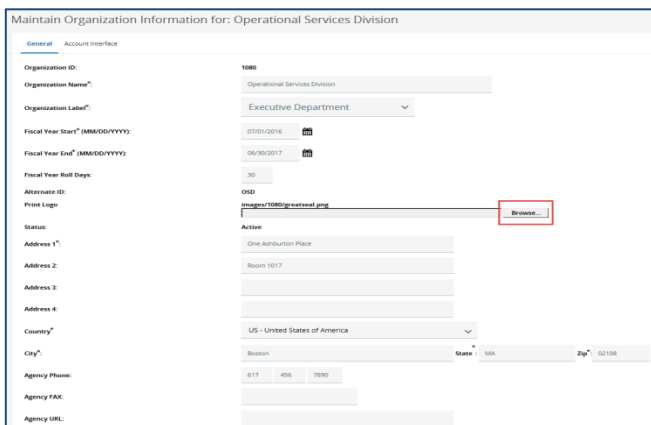 Maintain Organization Information for: Operational Services Division
General Account Interface
Organization ID: 1080
Organization Name*: Operational Services Division
Organization Label*: Executive Department
Fiscal Year Start* (MM/DD/YYYY): 07/01/2016
Fiscal Year End* (MM/DD/YYYY): 06/30/2017
Fiscal Year Roll Days: 30
Alternate ID: OSD
Print Logo images/1080/greatseal.png
Browse...
Status: Active
Address 1*: One Ashburton Place
Address 2: Room 1017
Address 3:
Address 4:
Country* US - United States of America
City*: Boston State*: MA Zip*: 02108
Agency Phone: 617 456 7890
Agency FAX:
Agency URL: